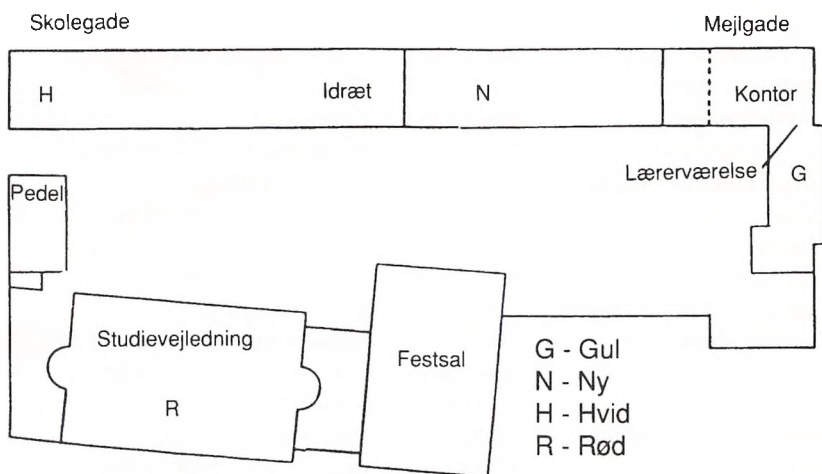 Skolegade
Mejlgade
H
Idræt
N
Kontor
Lærerværelse
G
Pedel
Studievejledning
Festsal
R
G - Gul
N - Ny
H - Hvid
R - Rød